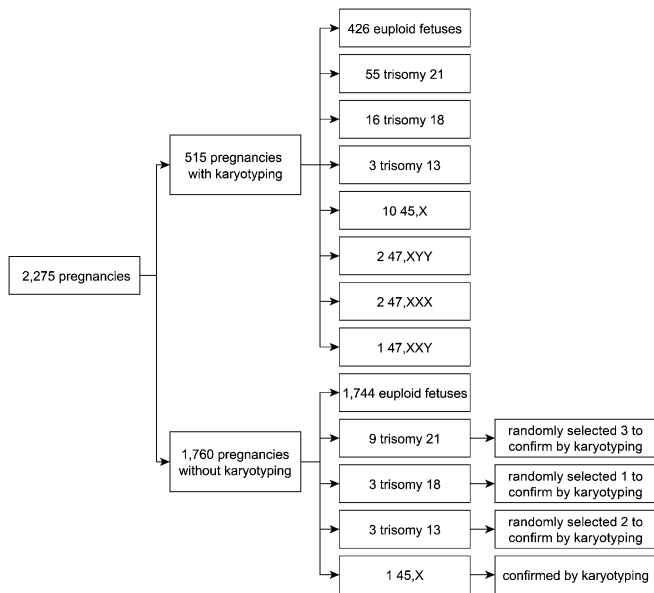 2,275 pregnancies
515 pregnancies
with karyotyping
426 euploid fetuses
55 trisomy 21
16 trisomy 18
3 trisomy 13
10 45,X
2 47,XYY
2 47,XXX
1 47,XXY
1,760 pregnancies
without karyotyping
1,744 euploid fetuses
9 trisomy 21
randomly selected 3 to
confirm by karyotyping
3 trisomy 18
randomly selected 1 to
confirm by karyotyping
3 trisomy 13
randomly selected 2 to
confirm by karyotyping
1 45,X
confirmed by karyotyping